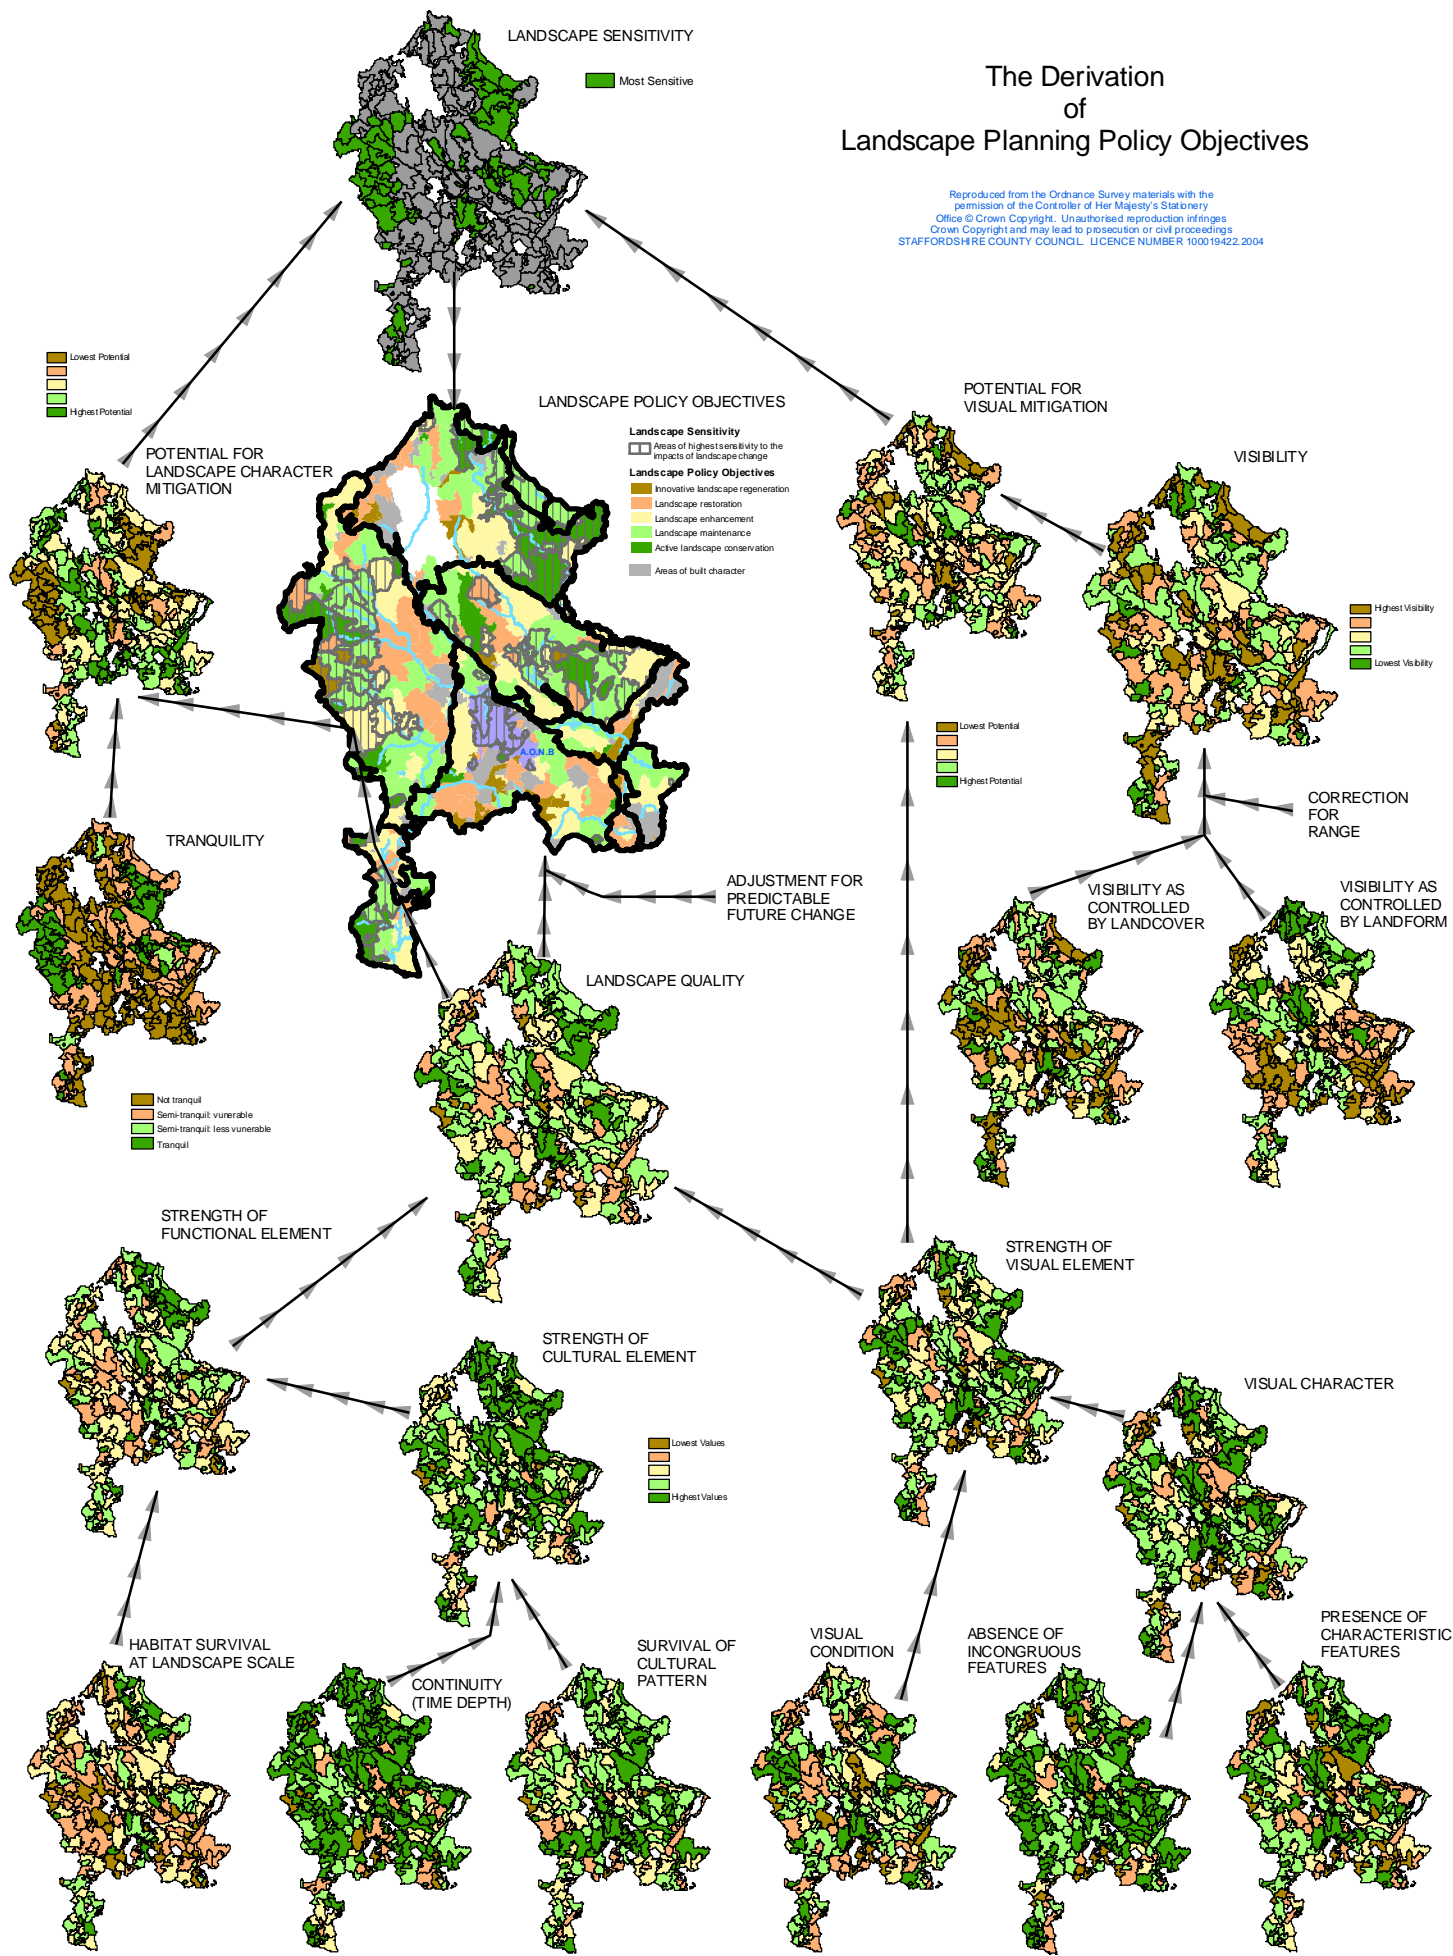 LANDSCAPE SENSITIVITY
Most Sensitive
The Derivation
of
Landscape Planning Policy Objectives
Reproduced from the Ordnance Survey materials with the
permission of the Controller of Her Majesty's Stationery
Office © Crown Copyright. Unauthorised reproduction infringes
Crown Copyright and may lead to prosecution or civil proceedings
STAFFORDSHIRE COUNTY COUNCIL. LICENCE NUMBER 100019422.2004
Lowest Potential
Highest Potential
POTENTIAL FOR
LANDSCAPE CHARACTER
MITIGATION
LANDSCAPE POLICY OBJECTIVES
Landscape Sensitivity
Areas of highest sensitivity to the
impacts of landscape change
Landscape Policy Objectives
Innovative landscape regeneration
Landscape restoration
Landscape enhancement
Landscape maintenance
Active landscape conservation
Areas of built character
A.O.N.B
POTENTIAL FOR
VISUAL MITIGATION
VISIBILITY
Highest Visibility
Lowest Visibility
Lowest Potential
Highest Potential
CORRECTION
FOR
RANGE
TRANQUILITY
Not tranquil
Semi-tranquil: vunerable
Semi-tranquil: less vunerable
Tranquil
ADJUSTMENT FOR
PREDICTABLE
FUTURE CHANGE
VISIBILITY AS
CONTROLLED
BY LANDCOVER
VISIBILITY AS
CONTROLLED
BY LANDFORM
LANDSCAPE QUALITY
STRENGTH OF
FUNCTIONAL ELEMENT
STRENGTH OF
VISUAL ELEMENT
STRENGTH OF
CULTURAL ELEMENT
Lowest Values
Highest Values
VISUAL CHARACTER
HABITAT SURVIVAL
AT LANDSCAPE SCALE
CONTINUITY
(TIME DEPTH)
SURVIVAL OF
CULTURAL
PATTERN
VISUAL
CONDITION
ABSENCE OF
INCONGRUOUS
FEATURES
PRESENCE OF
CHARACTERISTIC
FEATURES